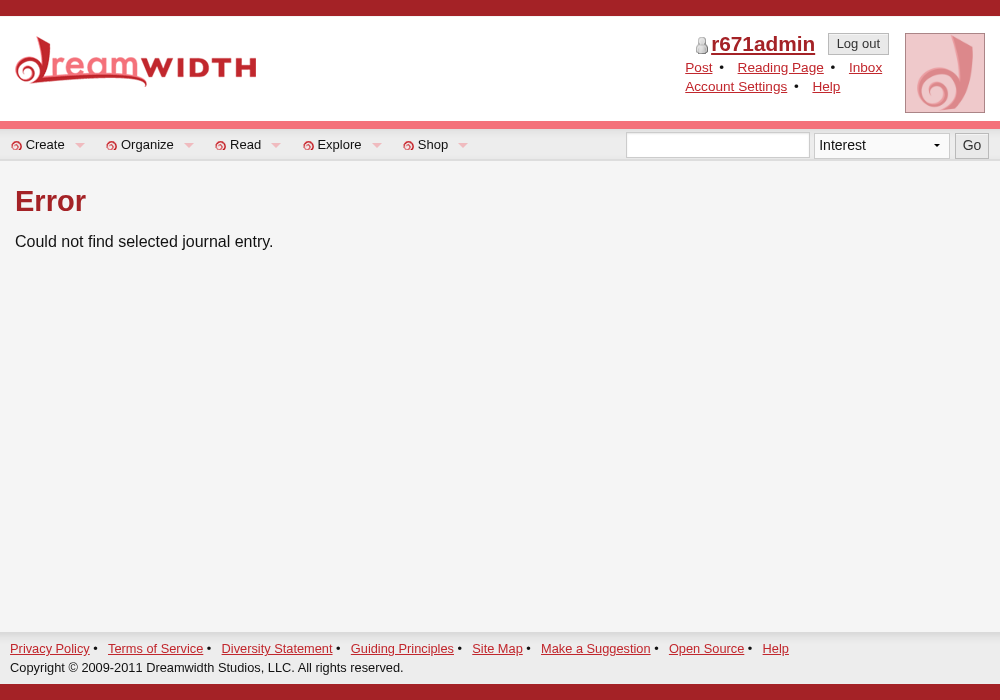 dreamWIDTH
r671admin Log out
Post • Reading Page • Inbox
Account Settings • Help
Create Organize Read Explore Shop Interest Go
Error
Could not find selected journal entry.
Privacy Policy • Terms of Service • Diversity Statement • Guiding Principles • Site Map • Make a Suggestion • Open Source • Help
Copyright © 2009-2011 Dreamwidth Studios, LLC. All rights reserved.